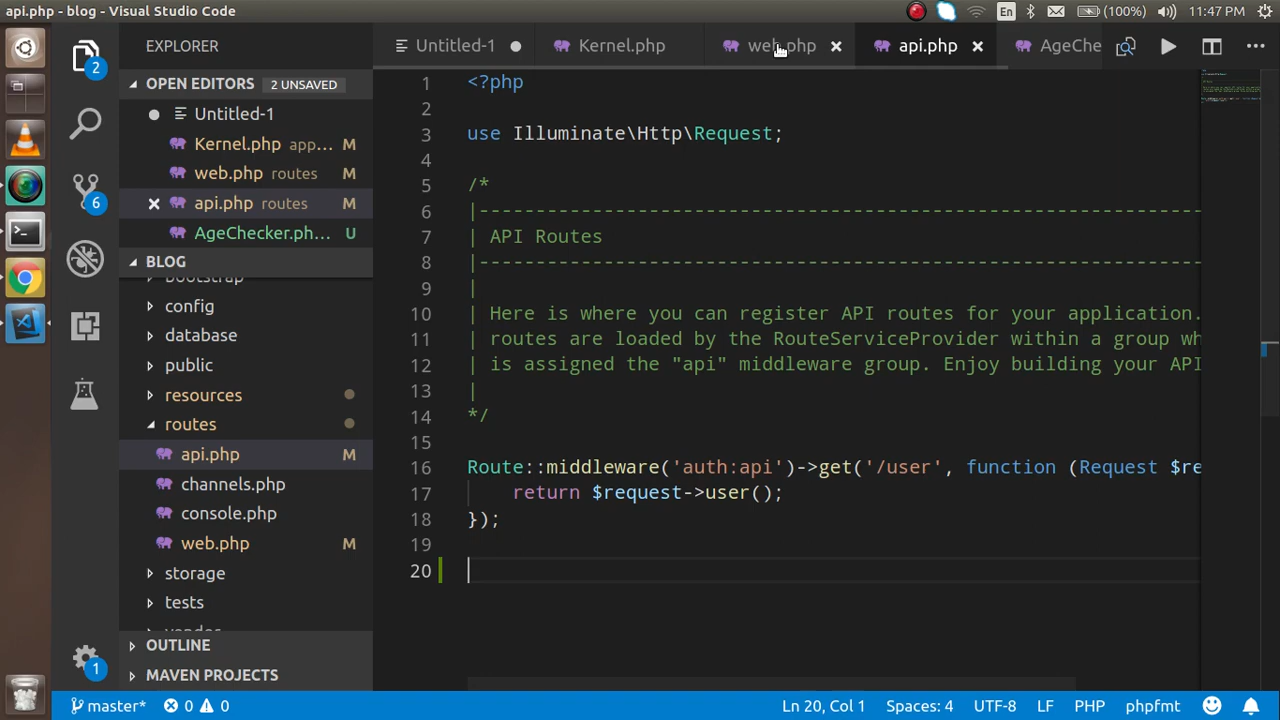 api.php - blog - Visual Studio Code
En
(100%)
11:47 PM
EXPLORER
OPEN EDITORS 2 UNSAVED
Untitled-1
Kernel.php app... M
web.php routes M
api.php routes M
AgeChecker.ph... U
BLOG
bootstrap
config
database
public
resources
routes
api.php M
channels.php
console.php
web.php M
storage
tests
vendor
OUTLINE
MAVEN PROJECTS
2
6
1
Untitled-1
Kernel.php
web.php
api.php
AgeChe
1 <?php
2
3 use Illuminate\Http\Request;
4
5 /*
6 |--------------------------------------------------------------------------
7 | API Routes
8 |--------------------------------------------------------------------------
9 |
10 | Here is where you can register API routes for your application.
11 | routes are loaded by the RouteServiceProvider within a group wh
12 | is assigned the "api" middleware group. Enjoy building your API
13 |
14 */
15
16 Route::middleware('auth:api')->get('/user', function (Request $re
17 return $request->user();
18 });
19
20
master*
0
0
Ln 20, Col 1
Spaces: 4
UTF-8
LF
PHP
phpfmt